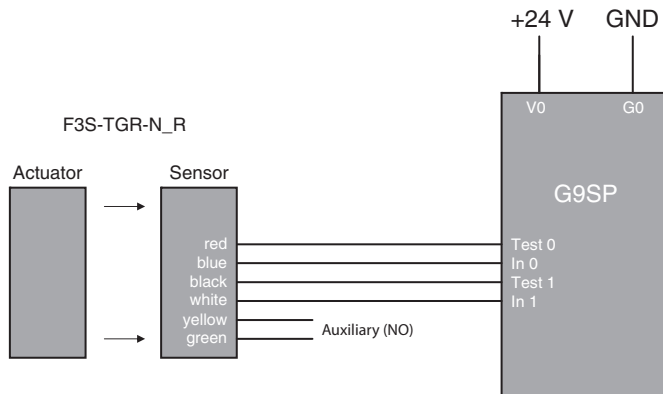 +24 V GND
V0 G0
F3S-TGR-N_R
Actuator Sensor
G9SP
red Test 0
blue In 0
black Test 1
white In 1
yellow
green
Auxiliary (NO)